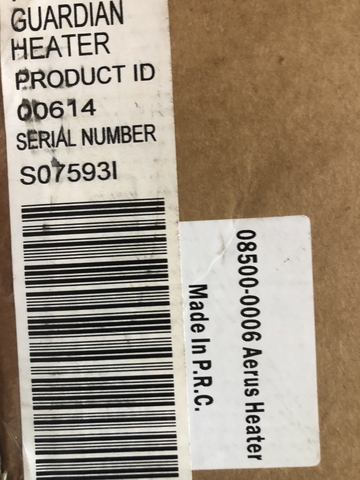 GUARDIAN
HEATER
PRODUCT ID
00614
SERIAL NUMBER
S07593I
08500-0006 Aerus Heater
Made In P.R.C.